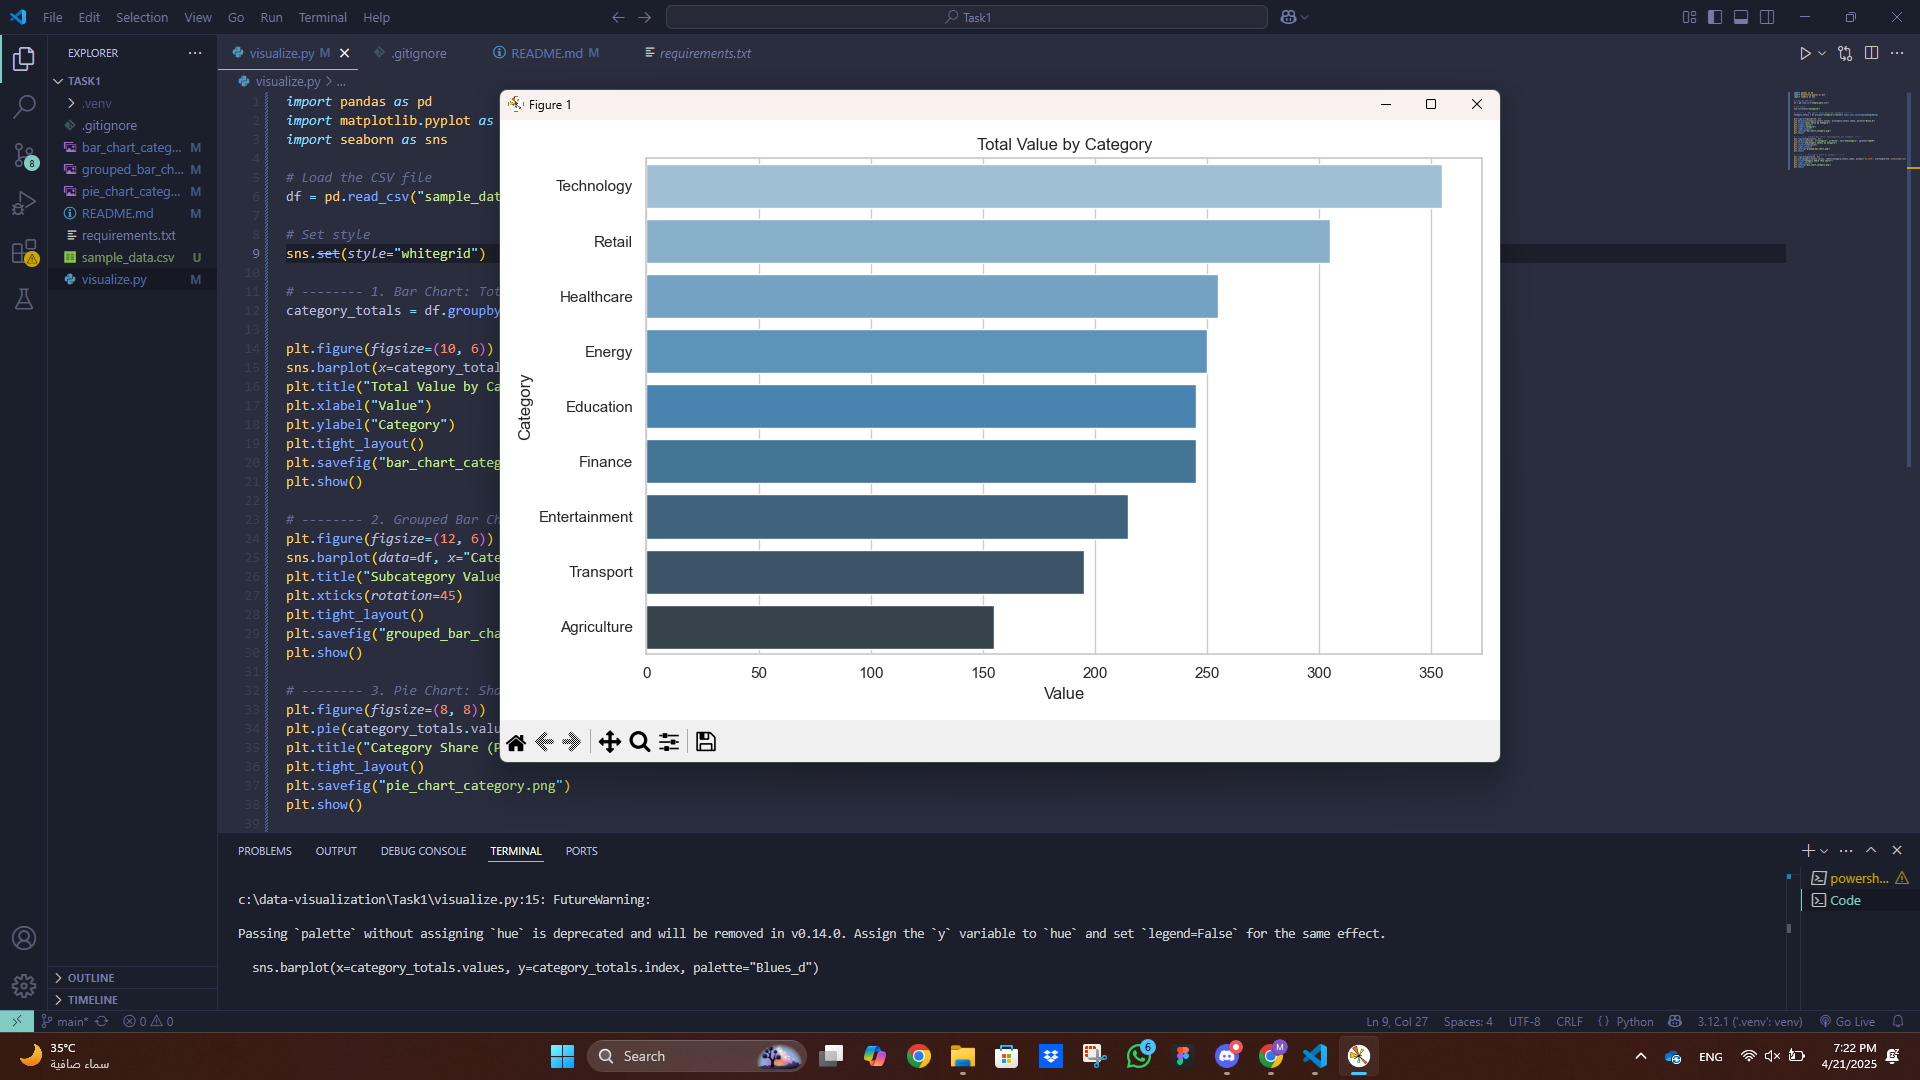 File Edit Selection View Go Run Terminal Help
Task1
EXPLORER
TASK1
.venv
.gitignore
bar_chart_categ... M
grouped_bar_ch... M
pie_chart_categ... M
README.md M
requirements.txt
sample_data.csv U
visualize.py M
8
OUTLINE
TIMELINE
visualize.py M
.gitignore
README.md M
requirements.txt
visualize.py > ...
1 import pandas as pd
2 import matplotlib.pyplot as
3 import seaborn as sns
4
5 # Load the CSV file
6 df = pd.read_csv("sample_dat
7
8 # Set style
9 sns.set(style="whitegrid")
10
11 # -------- 1. Bar Chart: Tot
12 category_totals = df.groupby
13
14 plt.figure(figsize=(10, 6))
15 sns.barplot(x=category_total
16 plt.title("Total Value by Ca
17 plt.xlabel("Value")
18 plt.ylabel("Category")
19 plt.tight_layout()
20 plt.savefig("bar_chart_categ
21 plt.show()
22
23 # -------- 2. Grouped Bar Ch
24 plt.figure(figsize=(12, 6))
25 sns.barplot(data=df, x="Cate
26 plt.title("Subcategory Value
27 plt.xticks(rotation=45)
28 plt.tight_layout()
29 plt.savefig("grouped_bar_cha
30 plt.show()
31
32 # -------- 3. Pie Chart: Sha
33 plt.figure(figsize=(8, 8))
34 plt.pie(category_totals.valu
35 plt.title("Category Share (P
36 plt.tight_layout()
37 plt.savefig("pie_chart_category.png")
38 plt.show()
39
Figure 1
Total Value by Category
Category
Technology
Retail
Healthcare
Energy
Education
Finance
Entertainment
Transport
Agriculture
0 50 100 150 200 250 300 350
Value
PROBLEMS OUTPUT DEBUG CONSOLE TERMINAL PORTS
powersh...
Code
c:\data-visualization\Task1\visualize.py:15: FutureWarning:
Passing `palette` without assigning `hue` is deprecated and will be removed in v0.14.0. Assign the `y` variable to `hue` and set `legend=False` for the same effect.
sns.barplot(x=category_totals.values, y=category_totals.index, palette="Blues_d")
main* 0 0
Ln 9, Col 27 Spaces: 4 UTF-8 CRLF {} Python 3.12.1 ('.venv': venv) Go Live
35°C
سماء صافية
Search
6
M
ENG
7:22 PM
4/21/2025